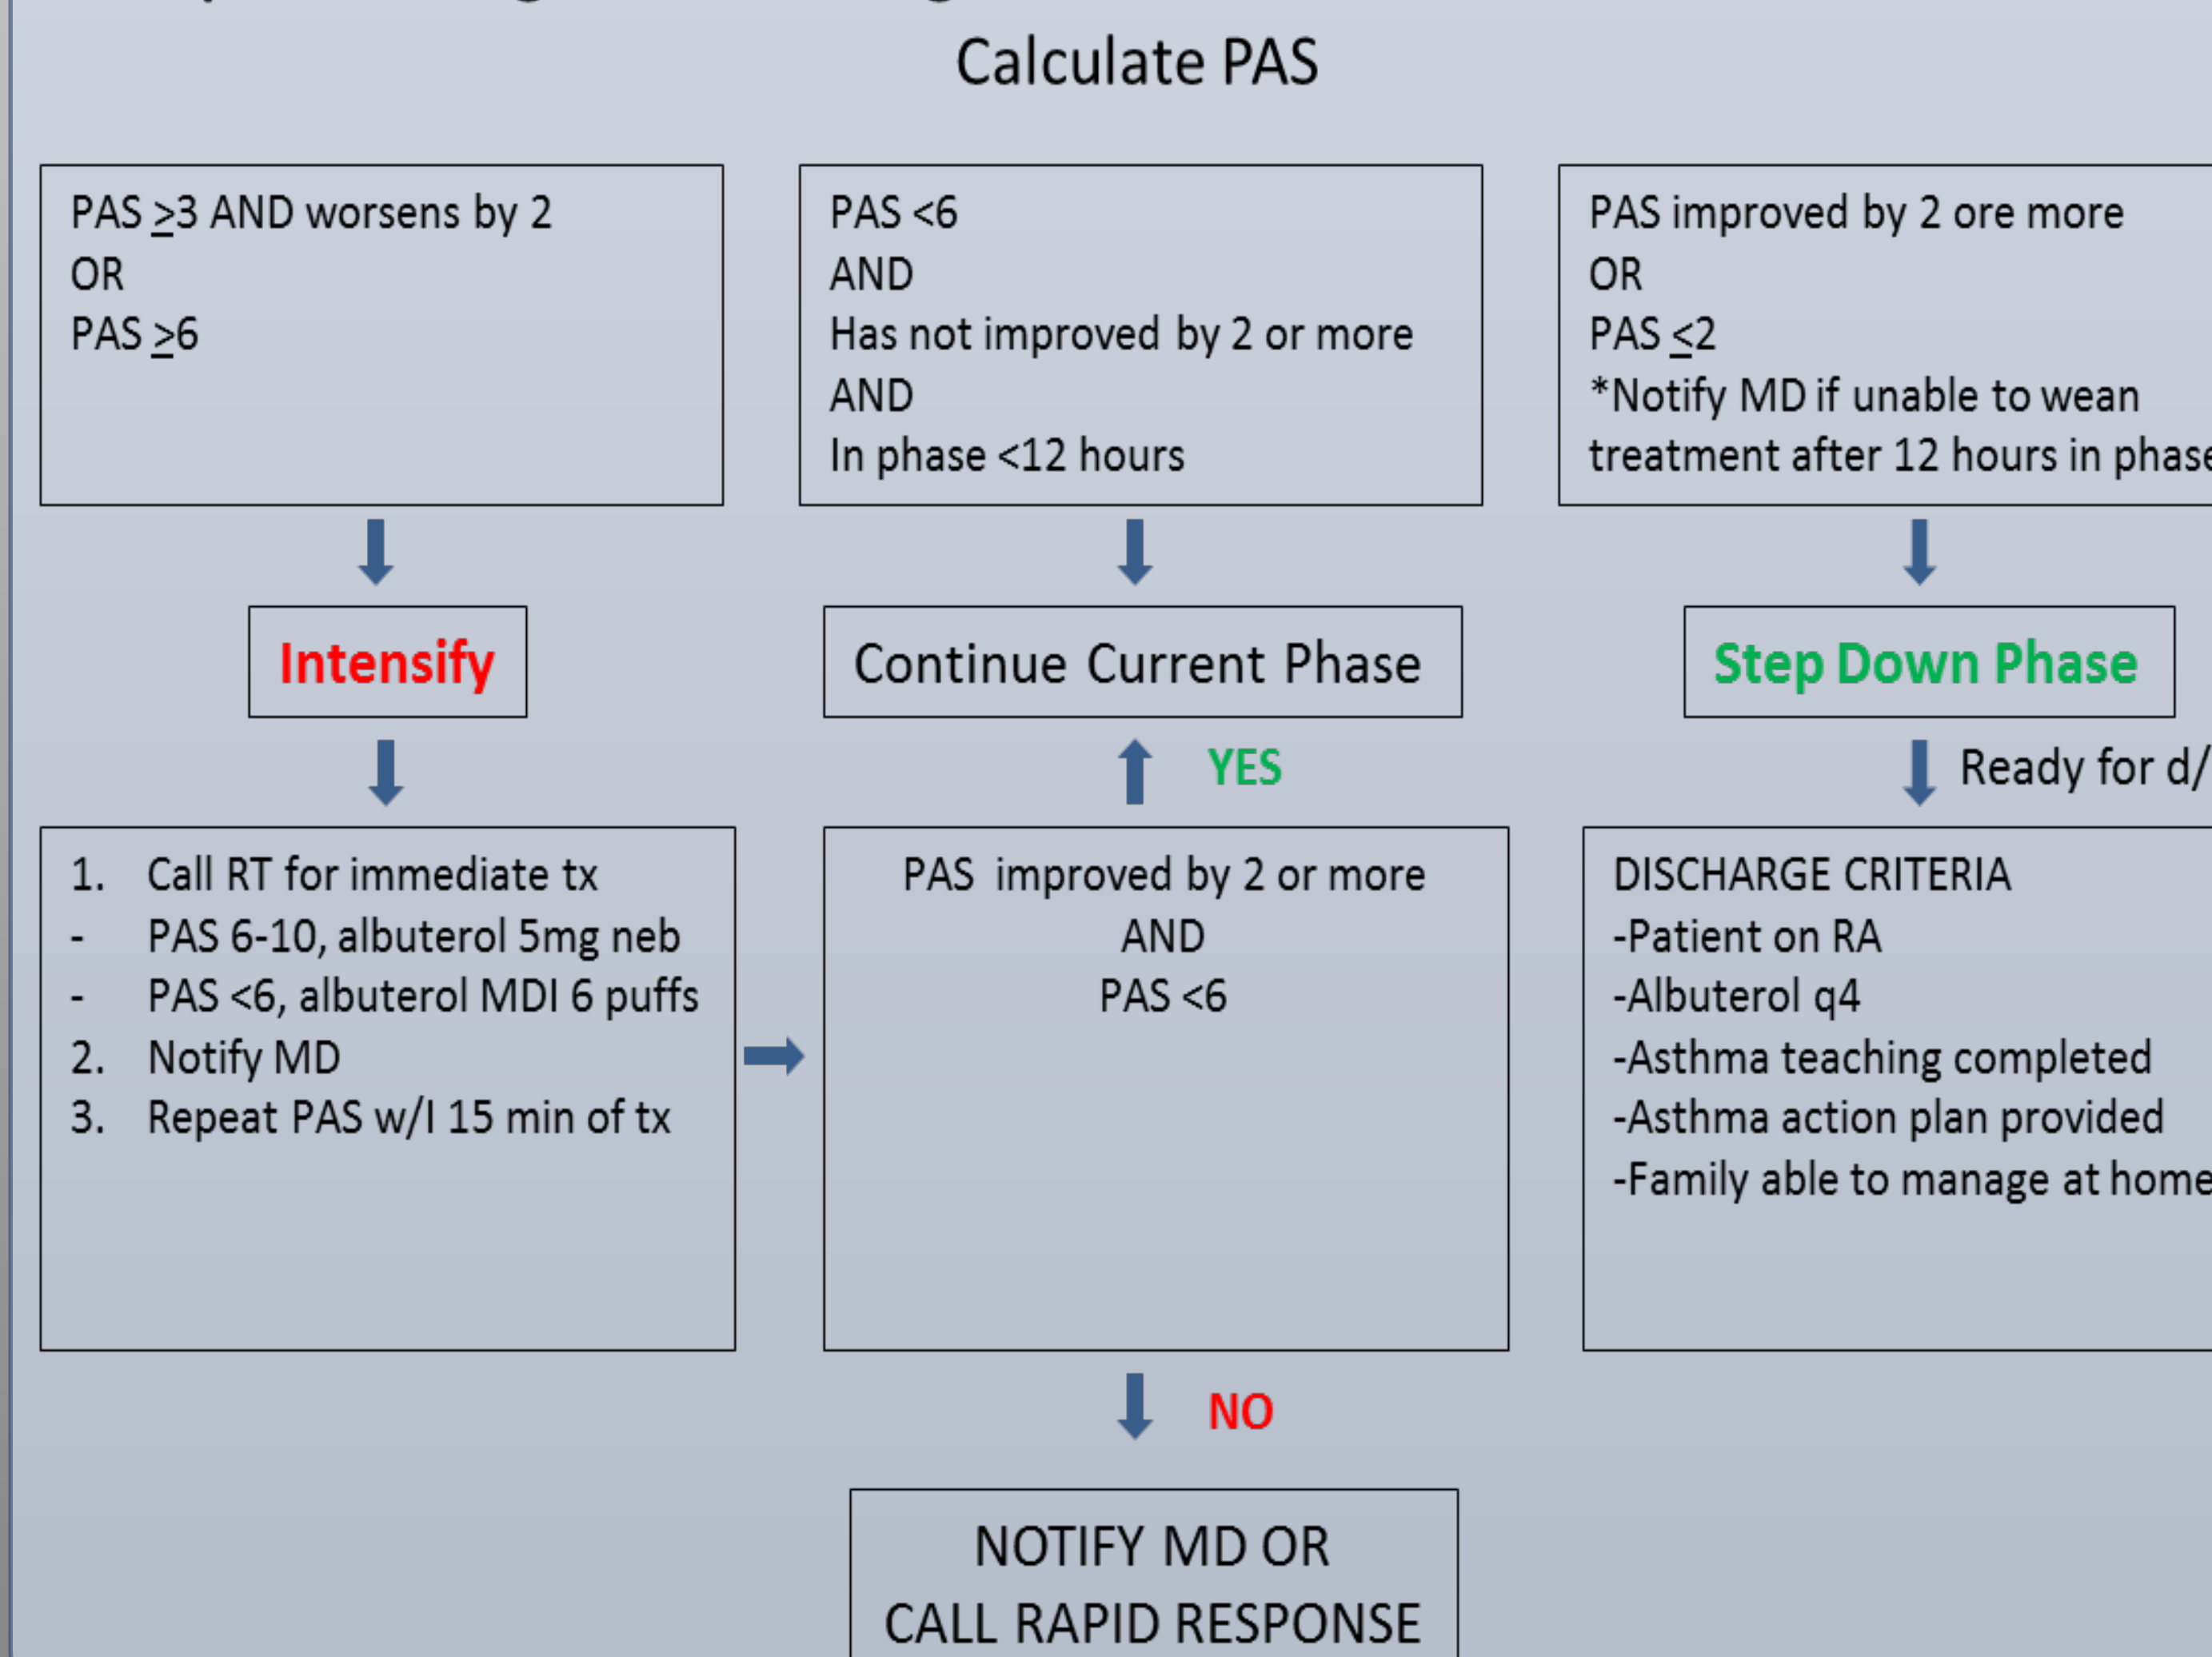 Calculate PAS
PAS ≥3 AND worsens by 2
OR
PAS ≥6
PAS <6
AND
Has not improved by 2 or more
AND
In phase <12 hours
PAS improved by 2 ore more
OR
PAS ≤2
*Notify MD if unable to wean
treatment after 12 hours in phase
Intensify
Continue Current Phase
Step Down Phase
YES
Ready for d/
1. Call RT for immediate tx
- PAS 6-10, albuterol 5mg neb
- PAS <6, albuterol MDI 6 puffs
2. Notify MD
3. Repeat PAS w/I 15 min of tx
PAS improved by 2 or more
AND
PAS <6
DISCHARGE CRITERIA
-Patient on RA
-Albuterol q4
-Asthma teaching completed
-Asthma action plan provided
-Family able to manage at home
NO
NOTIFY MD OR
CALL RAPID RESPONSE